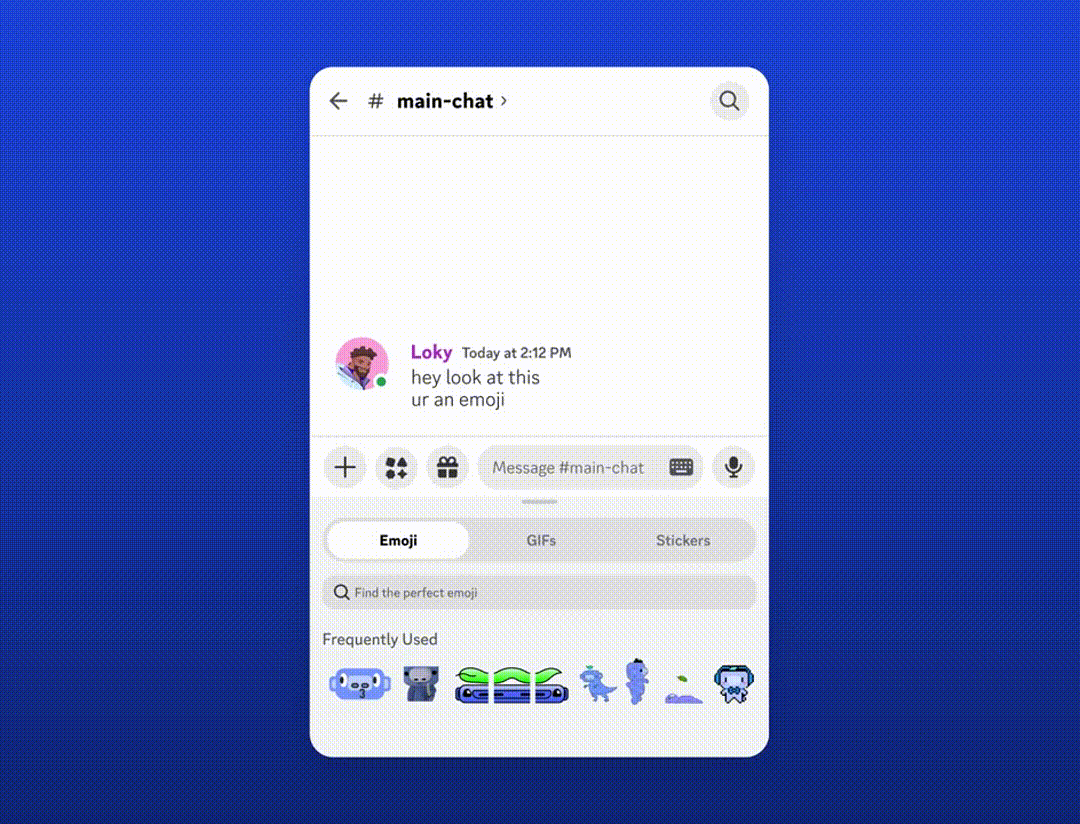 # main-chat
Loky Today at 2:12 PM
hey look at this
ur an emoji
Message #main-chat
Emoji GIFs Stickers
Find the perfect emoji
Frequently Used